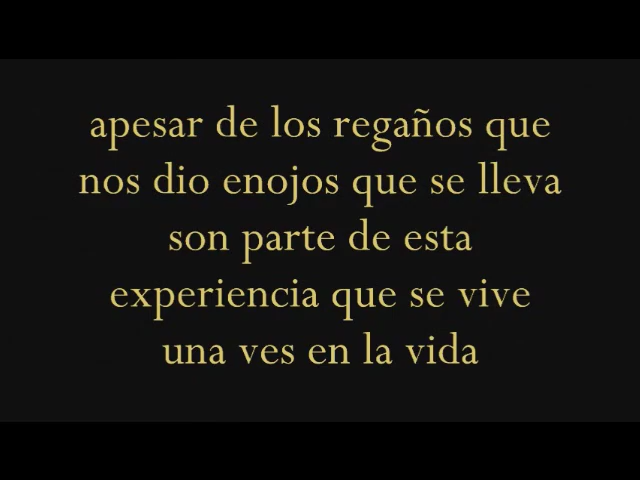 apesar de los regaños que
nos dio enojos que se lleva
son parte de esta
experiencia que se vive
una ves en la vida